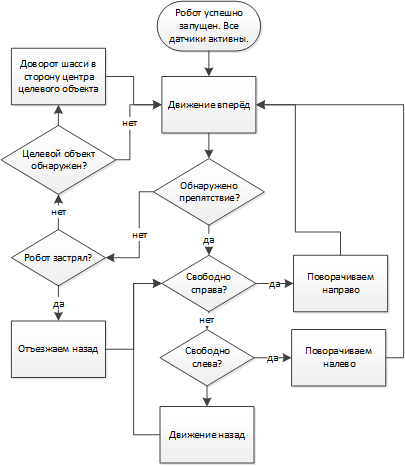 Робот успешно
запущен. Все
датчики активны.
Доворот шасси в
сторону центра
целевого объекта
Движение вперёд
нет
Целевой объект
обнаружен?
Обнаружено
препятствие?
нет
нет
да
Робот застрял?
Свободно
справа?
да
Поворачиваем
направо
да
нет
Отъезжаем назад
Свободно
слева?
да
Поворачиваем
налево
Движение назад